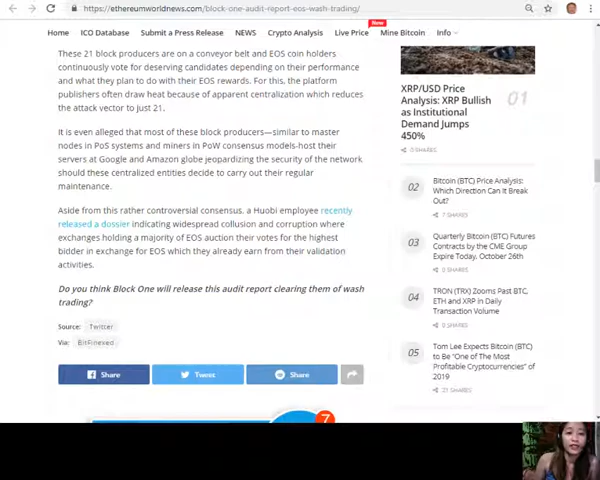 https://ethereumworldnews.com/block-one-audit-report-eos-wash-trading/
New
Home ICO Database Submit a Press Release NEWS Crypto Analysis Live Price Mine Bitcoin Info
These 21 block producers are on a conveyor belt and EOS coin holders
continuously vote for deserving candidates depending on their performance
and what they plan to do with their EOS rewards. For this, the platform
publishers often draw heat because of apparent centralization which reduces
the attack vector to just 21.
It is even alleged that most of these block producers—similar to master
nodes in PoS systems and miners in PoW consensus models-host their
servers at Google and Amazon globe jeopardizing the security of the network
should these centralized entities decide to carry out their regular
maintenance.
Aside from this rather controversial consensus, a Huobi employee recently
released a dossier indicating widespread collusion and corruption where
exchanges holding a majority of EOS auction their votes for the highest
bidder in exchange for EOS which they already earn from their validation
activities.
Do you think Block One will release this audit report clearing them of wash
trading?
Source: Twitter
Via: BitFinexed
Share Tweet Share
7
XRP/USD Price
Analysis: XRP Bullish
as Institutional
Demand Jumps
450%
01
0 SHARES
02 Bitcoin (BTC) Price Analysis:
Which Direction Can It Break
Out?
7 SHARES
03 Quarterly Bitcoin (BTC) Futures
Contracts by the CME Group
Expire Today, October 26th
0 SHARES
04 TRON (TRX) Zooms Past BTC,
ETH and XRP in Daily
Transaction Volume
0 SHARES
05 Tom Lee Expects Bitcoin (BTC)
to Be "One of The Most
Profitable Cryptocurrencies" of
2019
21 SHARES